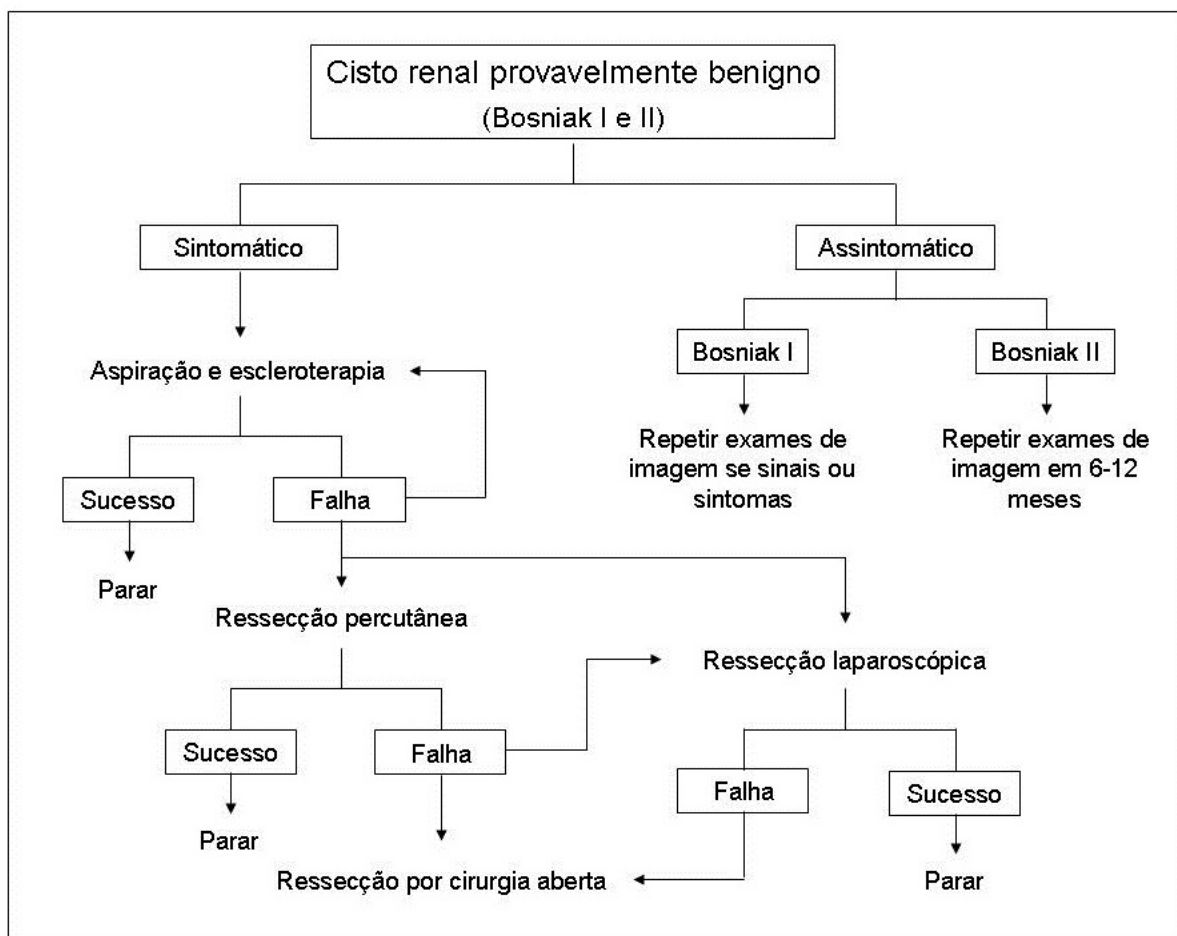 Cisto renal provavelmente benigno
(Bosniak I e II)
Sintomático
Assintomático
Aspiração e escleroterapia
Bosniak I
Bosniak II
Repetir exames de
imagem se sinais ou
sintomas
Repetir exames de
imagem em 6-12
meses
Sucesso
Falha
Parar
Ressecção percutânea
Ressecção laparoscópica
Sucesso
Falha
Falha
Sucesso
Parar
Ressecção por cirurgia aberta
Parar